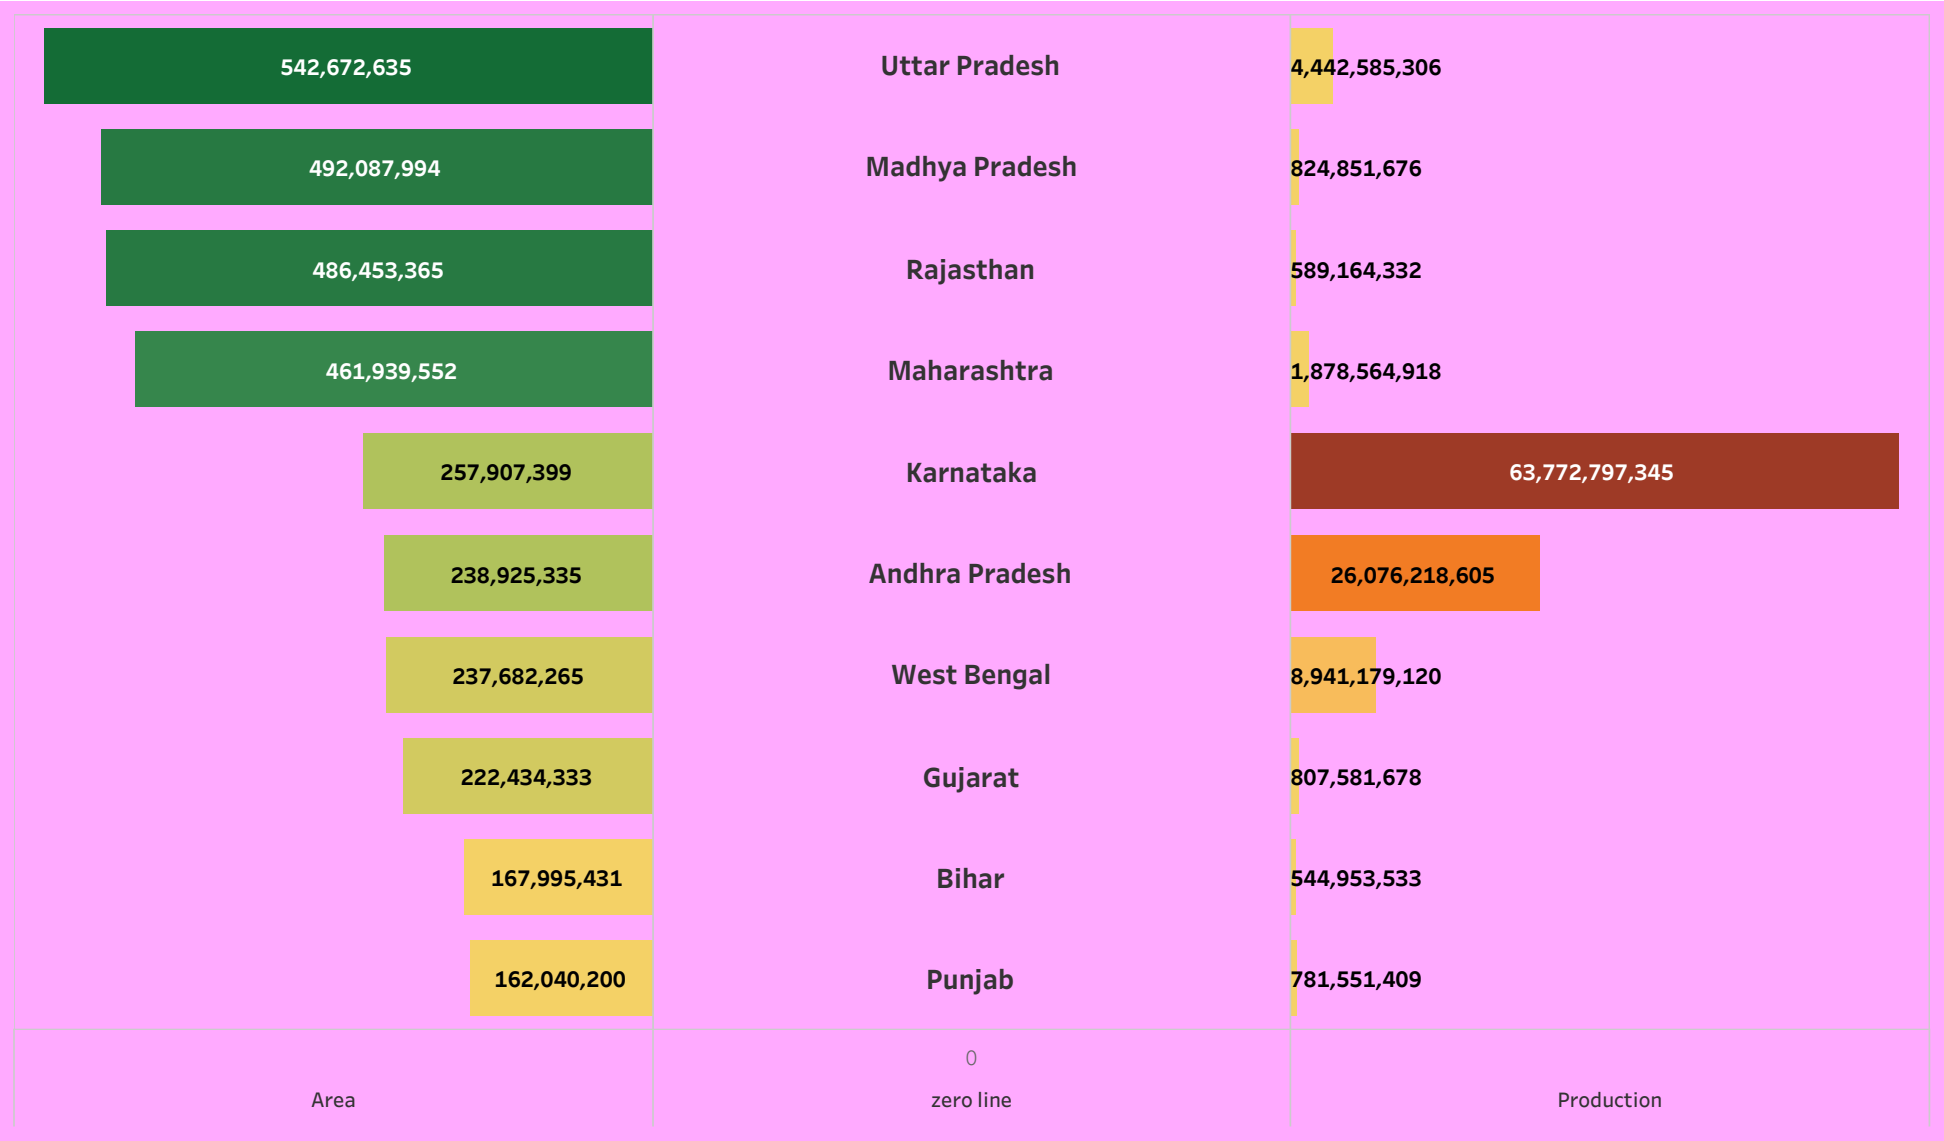 542,672,635 Uttar Pradesh 4,442,585,306
492,087,994 Madhya Pradesh 824,851,676
486,453,365 Rajasthan 589,164,332
461,939,552 Maharashtra 1,878,564,918
257,907,399 Karnataka 63,772,797,345
238,925,335 Andhra Pradesh 26,076,218,605
237,682,265 West Bengal 8,941,179,120
222,434,333 Gujarat 807,581,678
167,995,431 Bihar 544,953,533
162,040,200 Punjab 781,551,409
0
Area zero line Production